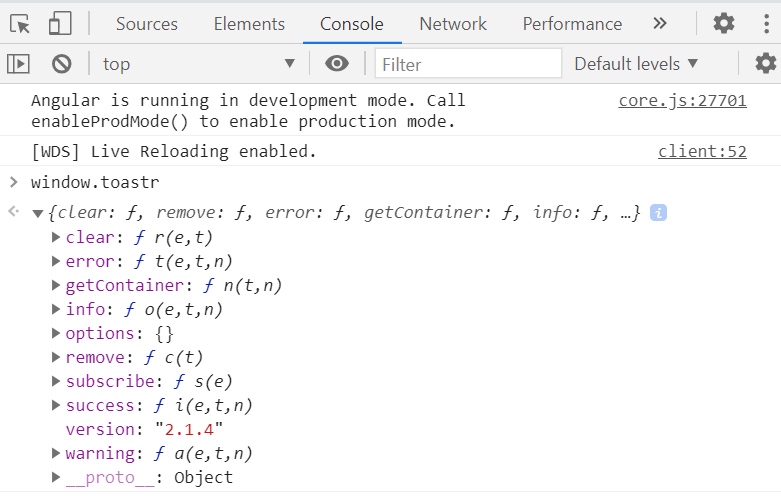 Sources Elements Console Network Performance »
top Filter Default levels
Angular is running in development mode. Call core.js:27701
enableProdMode() to enable production mode.
[WDS] Live Reloading enabled. client:52
> window.toastr
{clear: ƒ, remove: ƒ, error: ƒ, getContainer: ƒ, info: ƒ, …} i
clear: ƒ r(e,t)
error: ƒ t(e,t,n)
getContainer: ƒ n(t,n)
info: ƒ o(e,t,n)
options: {}
remove: ƒ c(t)
subscribe: ƒ s(e)
success: ƒ i(e,t,n)
version: "2.1.4"
warning: ƒ a(e,t,n)
__proto__: Object